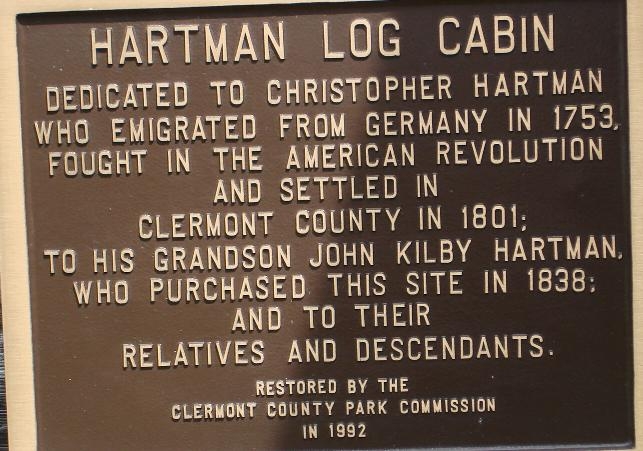 HARTMAN LOG CABIN
DEDICATED TO CHRISTOPHER HARTMAN
WHO EMIGRATED FROM GERMANY IN 1753,
FOUGHT IN THE AMERICAN REVOLUTION
AND SETTLED IN
CLERMONT COUNTY IN 1801;
TO HIS GRANDSON JOHN KILBY HARTMAN,
WHO PURCHASED THIS SITE IN 1838;
AND TO THEIR
RELATIVES AND DESCENDANTS.
RESTORED BY THE
CLERMONT COUNTY PARK COMMISSION
IN 1992